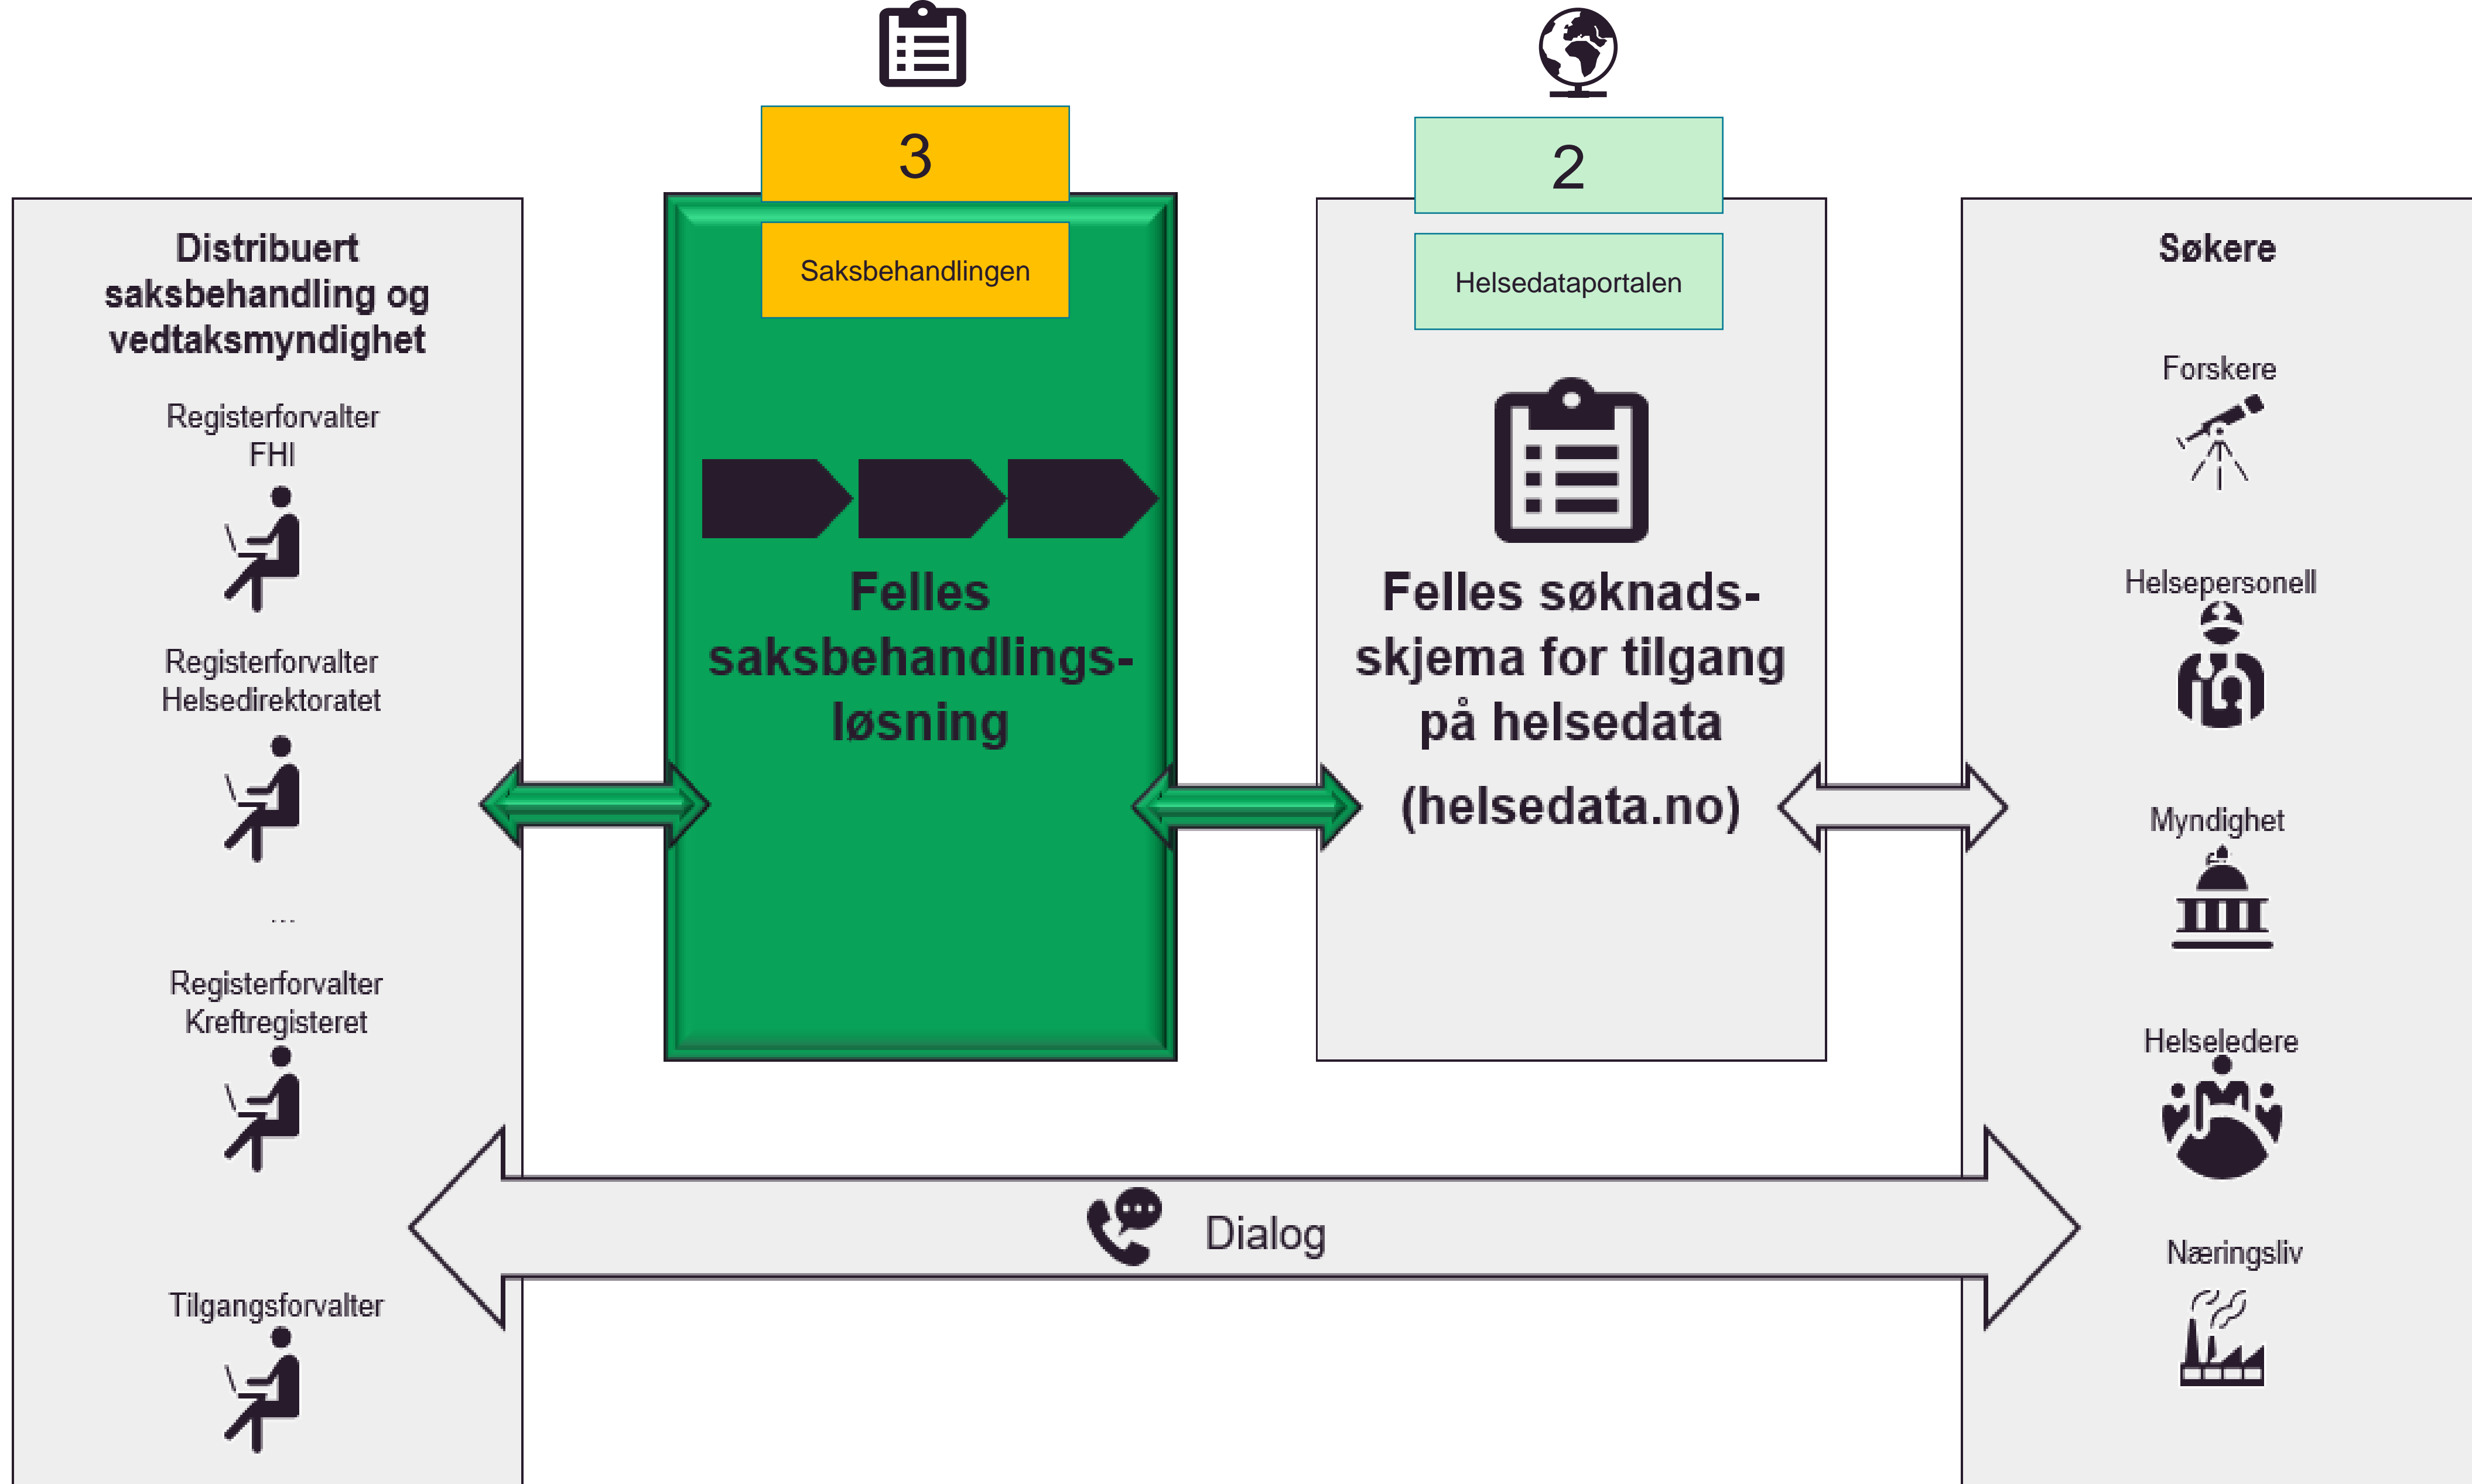 Distribuert
saksbehandling og
vedtaksmyndighet
Registerforvalter
FHI
Registerforvalter
Helsedirektoratet
...
Registerforvalter
Kreftregisteret
Tilgangsforvalter
3
Saksbehandlingen
Felles
saksbehandlings-
løsning
2
Helsedataportalen
Felles søknads-
skjema for tilgang
på helsedata
(helsedata.no)
Søkere
Forskere
Helsepersonell
Myndighet
Helseledere
Næringsliv
Dialog